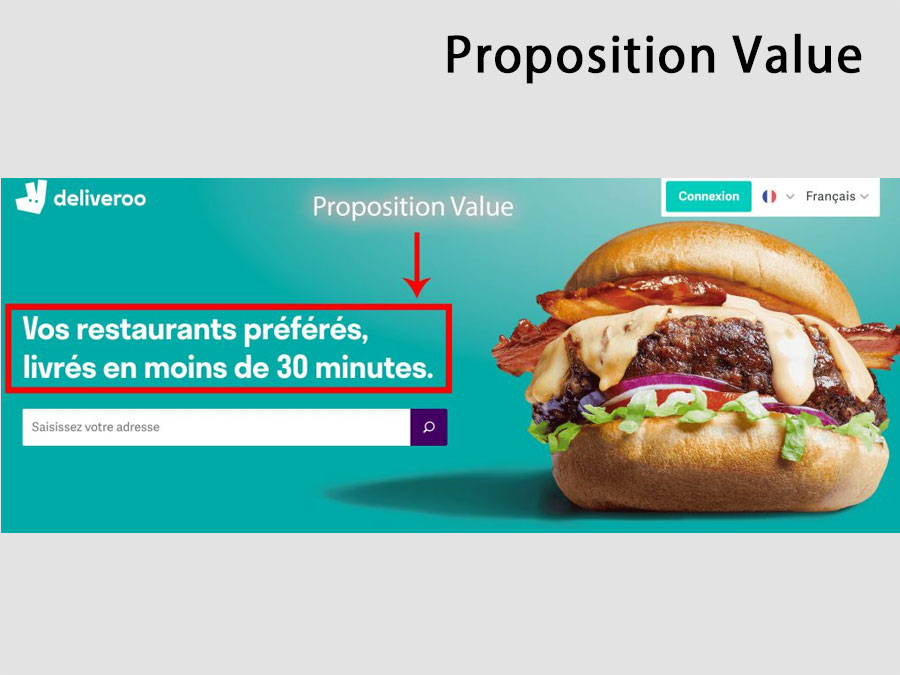 Proposition Value
deliveroo
Proposition Value
Connexion
Français
Vos restaurants préférés,
livrés en moins de 30 minutes.
Saisissez votre adresse